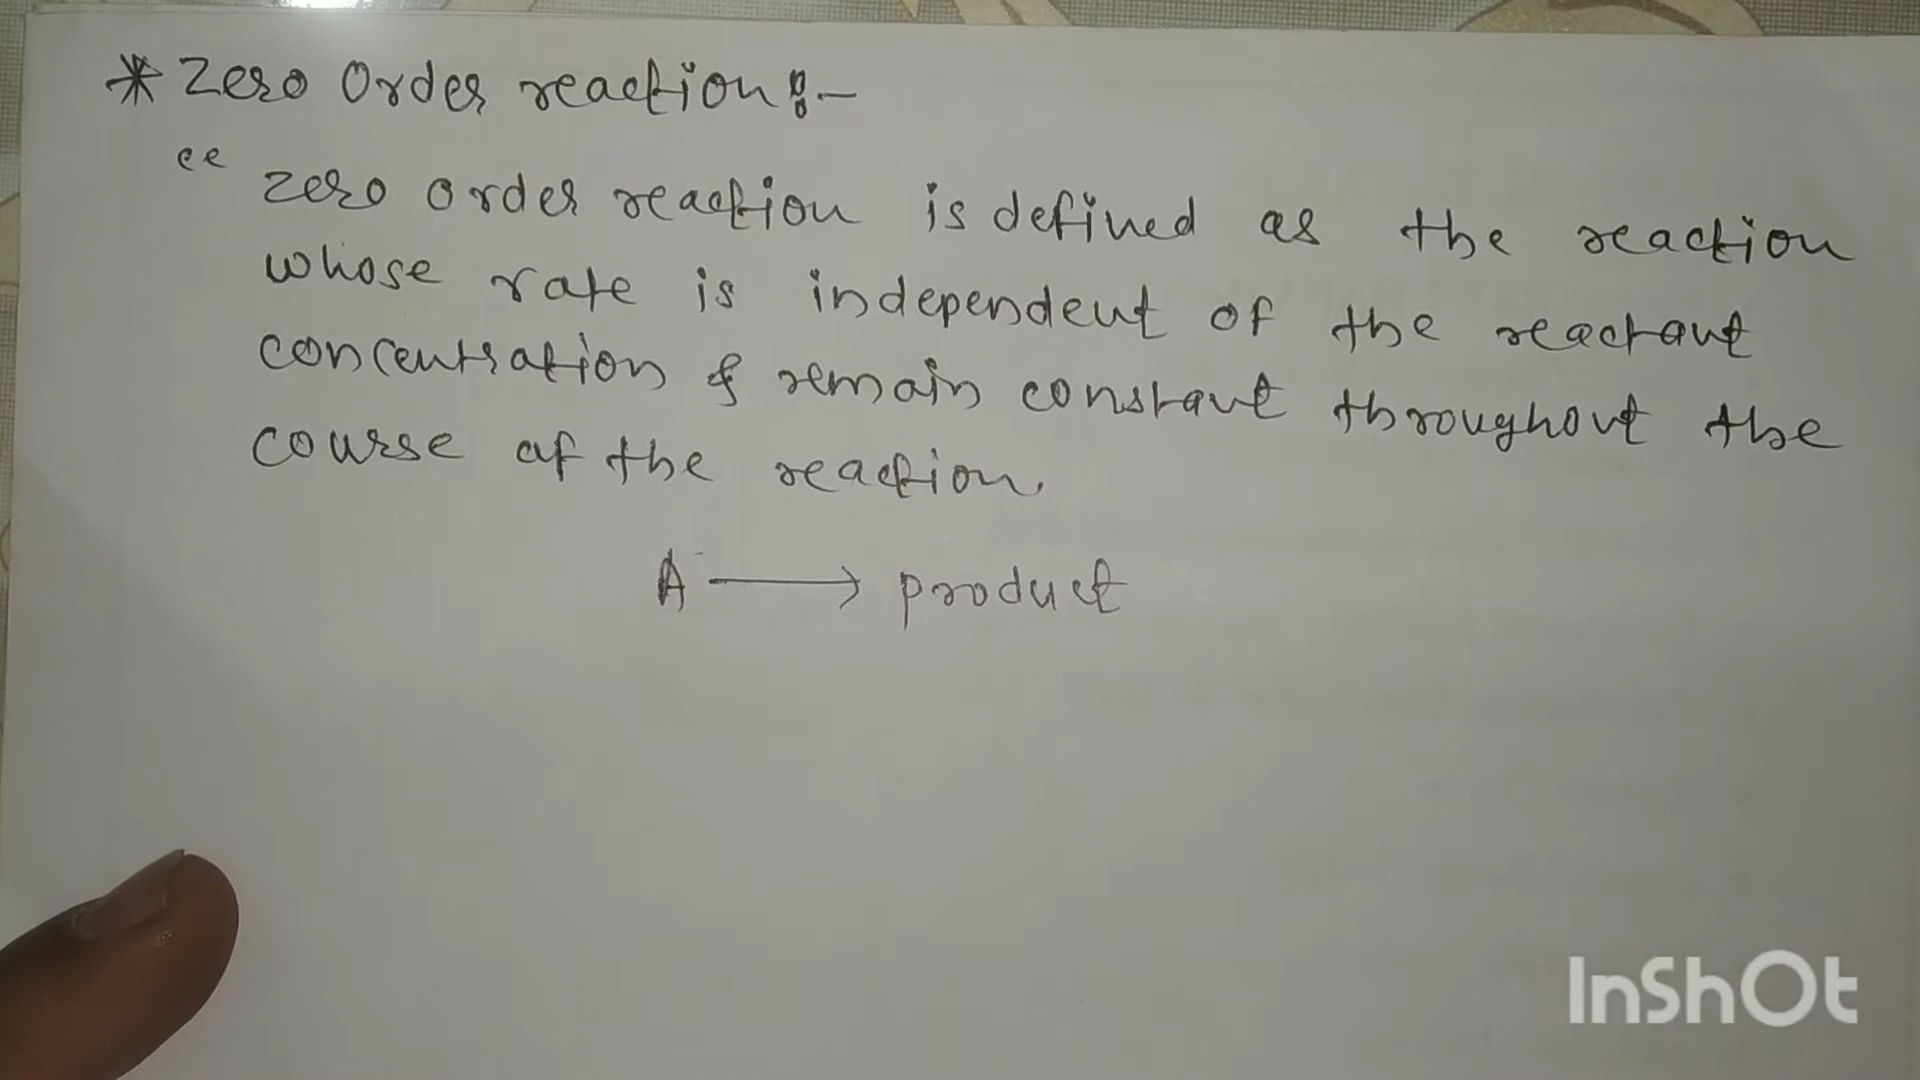 * Zero Order reaction :-
“ zero order reaction is defined as the reaction
whose rate is independent of the reactant
concentration & remain constant throughout the
course of the reaction.
A ⟶ product
InShOt